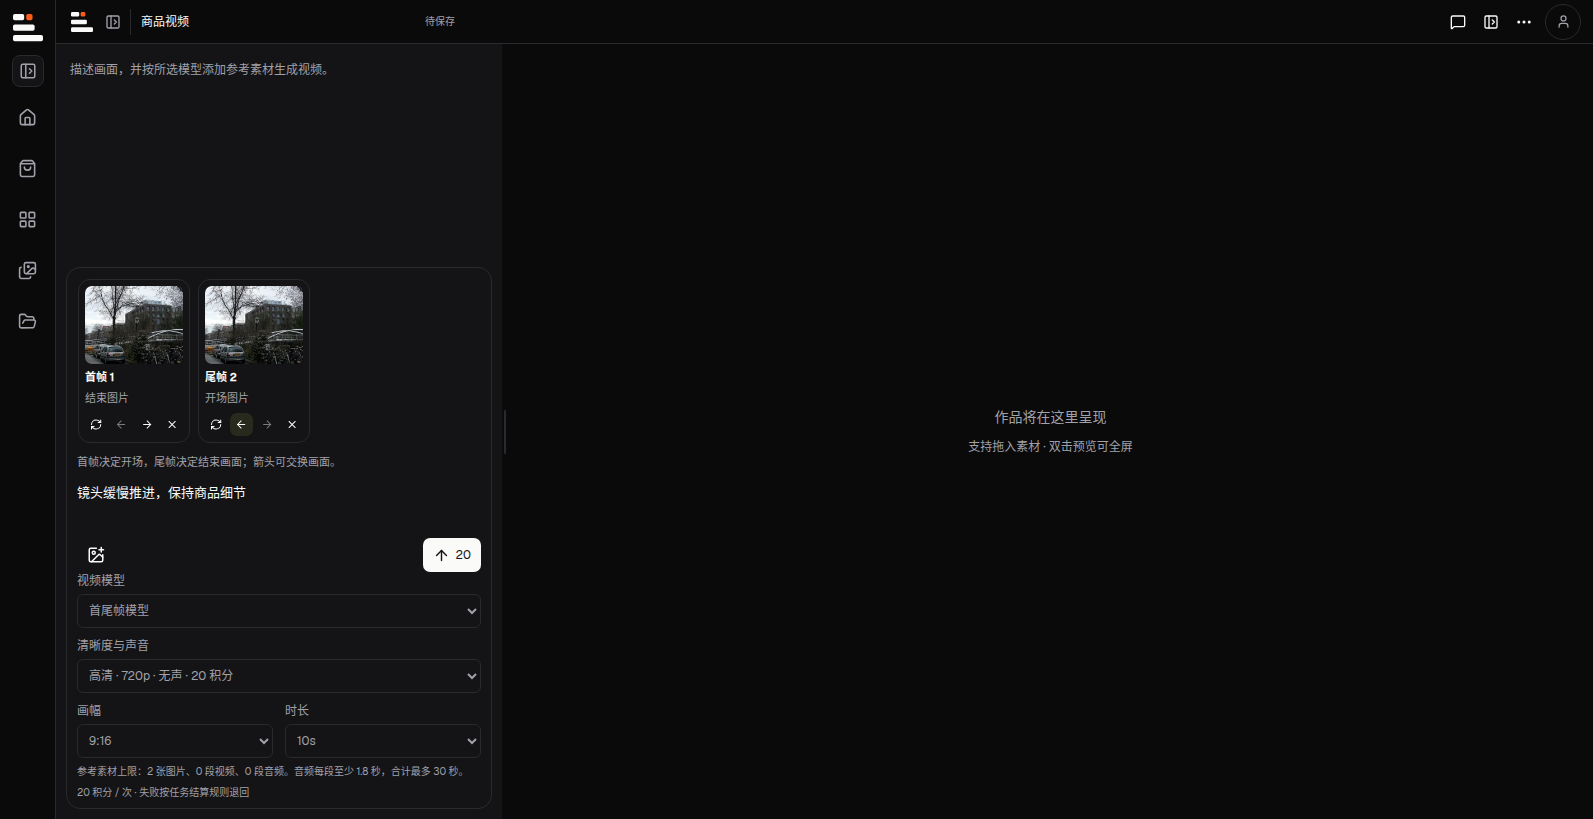 商品视频
待保存
描述画面，并按所选模型添加参考素材生成视频。
首帧 1
尾帧 2
结束图片
开场图片
首帧决定开场，尾帧决定结束画面；箭头可交换画面。
镜头缓慢推进，保持商品细节
20
视频模型
首尾帧模型
清晰度与声音
高清 · 720p · 无声 · 20 积分
画幅
时长
9:16
10s
参考素材上限：2 张图片、0 段视频、0 段音频。音频每段至少 1.8 秒，合计最多 30 秒。
20 积分 / 次 · 失败按任务结算规则退回
作品将在这里呈现
支持拖入素材 · 双击预览可全屏